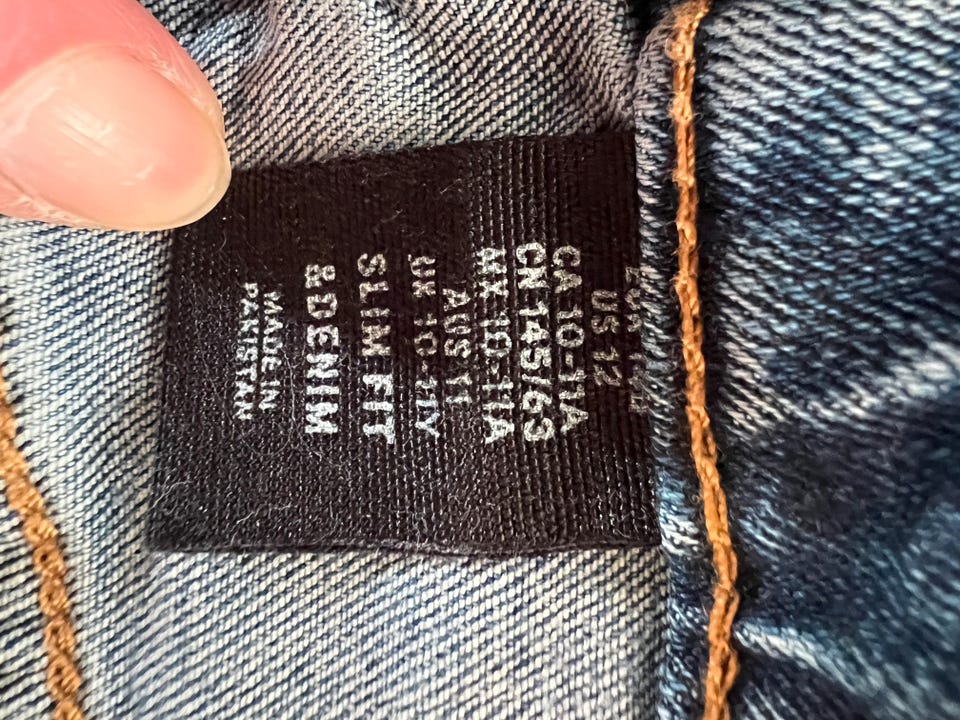 US 12
CA 10-11A
CN 145/63
MX 10-11A
AUS 11
UK 10-11Y
SLIM FIT
&DENIM
MADE IN
PAKISTAN